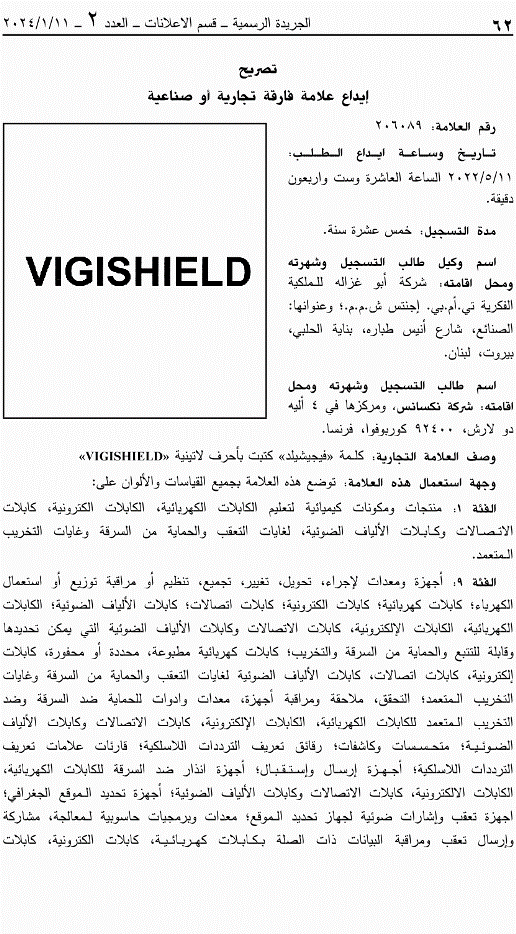 ٦٢ الجريدة الرسمية ـ قسم الاعلانات ـ العدد ٢ ـ ٢٠٢٤/١/١١
تصريح
إيداع علامة فارقة تجارية أو صناعية
رقم العلامة: ٢٠٦٠٨٩
تاريخ وساعة ايداع الطلب:
٢٠٢٢/٥/١١ الساعة العاشرة وست واربعون
دقيقة.
مدة التسجيل: خمس عشرة سنة.
اسم وكيل طالب التسجيل وشهرته
ومحل اقامته: شركة أبو غزاله للملكية
الفكرية تي.أم.بي. إجنتس ش.م.م.؛ وعنوانها:
الصنائع، شارع أنيس طباره، بناية الحلبي،
بيروت، لبنان.
اسم طالب التسجيل وشهرته ومحل
اقامته: شركة نكسانس، ومركزها في ٤ أليه
دو لارش، ٩٢٤٠٠ كوربوفوا، فرنسا.
VIGISHIELD
وصف العلامة التجارية: كلمة «فيجيشيلد» كتبت بأحرف لاتينية «VIGISHIELD»
وجهة استعمال هذه العلامة: توضع هذه العلامة بجميع القياسات والألوان على:
الفئة ١: منتجات ومكونات كيميائية لتعليم الكابلات الكهربائية، الكابلات الكترونية، كابلات
الاتصالات وكابلات الألياف الضوئية، لغايات التعقب والحماية من السرقة وغايات التخريب
المتعمد.
الفئة ٩: أجهزة ومعدات لإجراء، تحويل، تغيير، تجميع، تنظيم أو مراقبة توزيع أو استعمال
الكهرباء؛ كابلات كهربائية؛ كابلات الكترونية؛ كابلات اتصالات؛ كابلات الألياف الضوئية؛ الكابلات
الكهربائية، الكابلات الإلكترونية، كابلات الاتصالات وكابلات الألياف الضوئية التي يمكن تحديدها
وقابلة للتتبع والحماية من السرقة والتخريب؛ كابلات كهربائية مطبوعة، محددة أو محفورة، كابلات
إلكترونية، كابلات اتصالات، كابلات الألياف الضوئية لغايات التعقب والحماية من السرقة وغايات
التخريب المتعمد؛ التحقق، ملاحقة ومراقبة أجهزة، معدات وادوات للحماية ضد السرقة وضد
التخريب المتعمد للكابلات الكهربائية، الكابلات الإلكترونية، كابلات الاتصالات وكابلات الألياف
الضوئية؛ متحسسات وكاشفات؛ رقائق تعريف الترددات اللاسلكية؛ قارئات علامات تعريف
الترددات اللاسلكية؛ أجهزة إرسال وإستقبال؛ أجهزة انذار ضد السرقة للكابلات الكهربائية،
الكابلات الالكترونية، كابلات الاتصالات وكابلات الألياف الضوئية؛ أجهزة تحديد الموقع الجغرافي؛
اجهزة تعقب وإشارات ضوئية لجهاز تحديد الموقع؛ معدات وبرمجيات حاسوبية لمعالجة، مشاركة
وإرسال تعقب ومراقبة البيانات ذات الصلة بكابلات كهربائية، كابلات الكترونية، كابلات